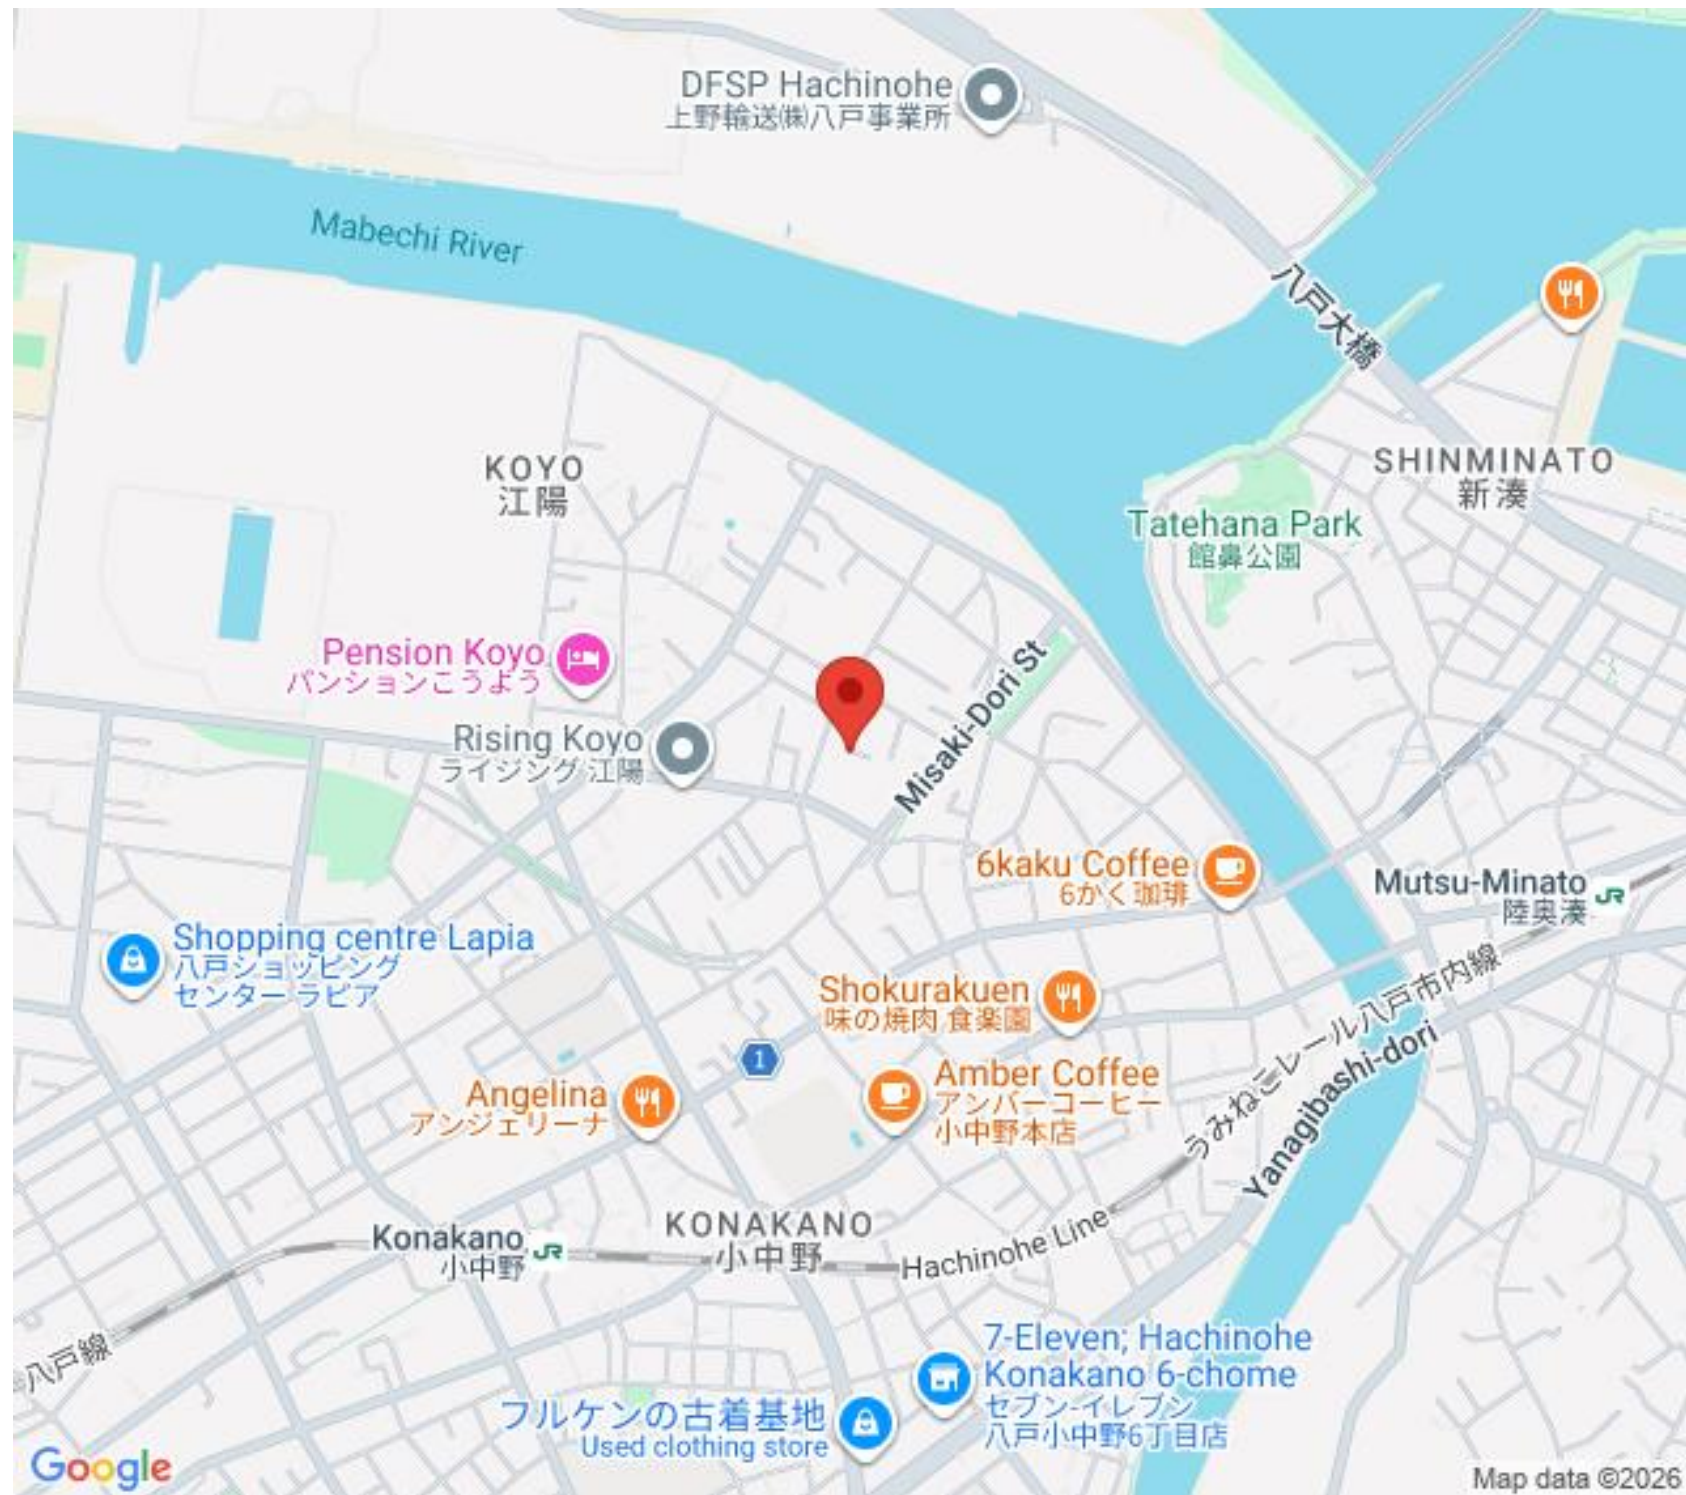 DFSP Hachinohe
上野輸送㈱八戸事業所
Mabechi River
八戸大橋
KOYO
江陽
SHINMINATO
新湊
Tatehana Park
館鼻公園
Pension Koyo
パンションこうよう
Misaki-Dori St
Rising Koyo
ライジング 江陽
6kaku Coffee
6かく珈琲
Mutsu-Minato
陸奥湊
JR
Shopping centre Lapia
八戸ショッピング
センター ラピア
Shokurakuen
味の焼肉 食楽園
うみねこレール八戸市内線
Yanagibashi-dori
1
Amber Coffee
アンバーコーヒー
小中野本店
Angelina
アンジェリーナ
Konakano
小中野
JR
KONAKANO
小中野
Hachinohe Line
八戸線
7-Eleven; Hachinohe
Konakano 6-chome
セブン-イレブン
八戸小中野6丁目店
フルケンの古着基地
Used clothing store
Google
Map data ©2026